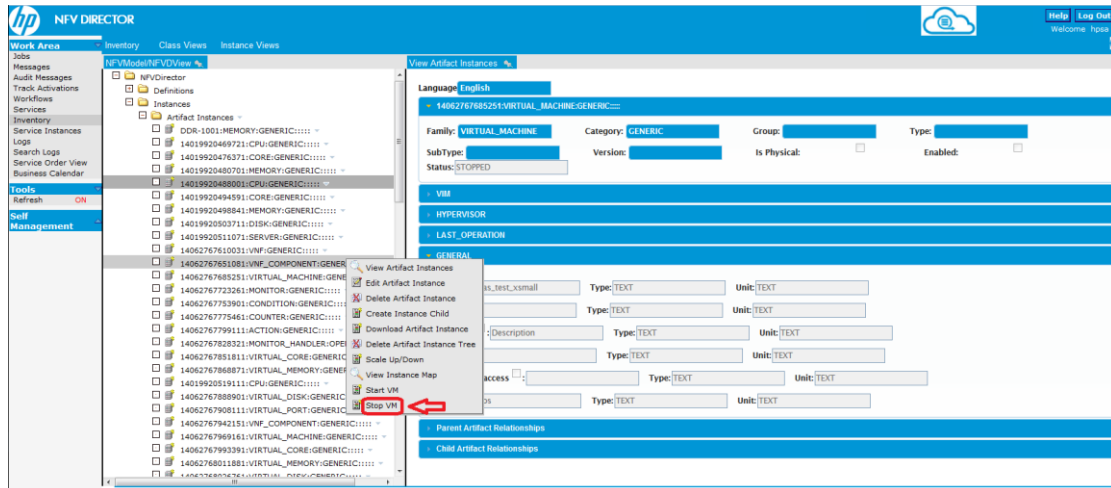 hp NFV DIRECTOR
Help Log Out
Welcome hpsa
Work Area
Jobs
Messages
Audit Messages
Track Activations
Workflows
Services
Inventory
Service Instances
Logs
Search Logs
Service Order View
Business Calendar
Tools
Refresh ON
Self
Management
Inventory Class Views Instance Views
NFVModel/NFVDView
NFVDirector
Definitions
Instances
Artifact Instances
DDR-1001:MEMORY:GENERIC:::::
14019920469721:CPU:GENERIC:::::
14019920476371:CORE:GENERIC:::::
14019920480701:MEMORY:GENERIC:::::
14019920488001:CPU:GENERIC:::::
14019920494591:CORE:GENERIC:::::
14019920498841:MEMORY:GENERIC:::::
14019920503711:DISK:GENERIC:::::
14019920511071:SERVER:GENERIC:::::
14062767610031:VNF:GENERIC:::::
14062767651081:VNF_COMPONENT:GENER
14062767685251:VIRTUAL_MACHINE:GENE
14062767723261:MONITOR:GENERIC:::::
14062767753901:CONDITION:GENERIC::::
14062767775461:COUNTER:GENERIC:::::
14062767799111:ACTION:GENERIC:::::
14062767828321:MONITOR_HANDLER:OPE
14062767851811:VIRTUAL_CORE:GENERIC
14062767868871:VIRTUAL_MEMORY:GENER
14019920519111:CPU:GENERIC:::::
14062767888901:VIRTUAL_DISK:GENERIC
14062767908111:VIRTUAL_PORT:GENERIC
14062767942151:VNF_COMPONENT:GENERIC:::::
14062767969161:VIRTUAL_MACHINE:GENERIC:::::
14062767993391:VIRTUAL_CORE:GENERIC:::::
14062768011881:VIRTUAL_MEMORY:GENERIC:::::
14062768026761:VIRTUAL_DISK:GENERIC:::::
View Artifact Instances
Edit Artifact Instance
Delete Artifact Instance
Create Instance Child
Download Artifact Instance
Delete Artifact Instance Tree
Scale Up/Down
View Instance Map
Start VM
Stop VM
View Artifact Instances
Language English
14062767685251:VIRTUAL_MACHINE:GENERIC:::::
Family: VIRTUAL_MACHINE Category: GENERIC Group: Type:
SubType: Version: Is Physical: Enabled:
Status: STOPPED
VIM
HYPERVISOR
LAST_OPERATION
GENERAL
as_test_xsmall Type: TEXT Unit: TEXT
Type: TEXT Unit: TEXT
: Description Type: TEXT Unit: TEXT
Type: TEXT Unit: TEXT
access : Type: TEXT Unit: TEXT
Type: TEXT Unit: TEXT
Parent Artifact Relationships
Child Artifact Relationships